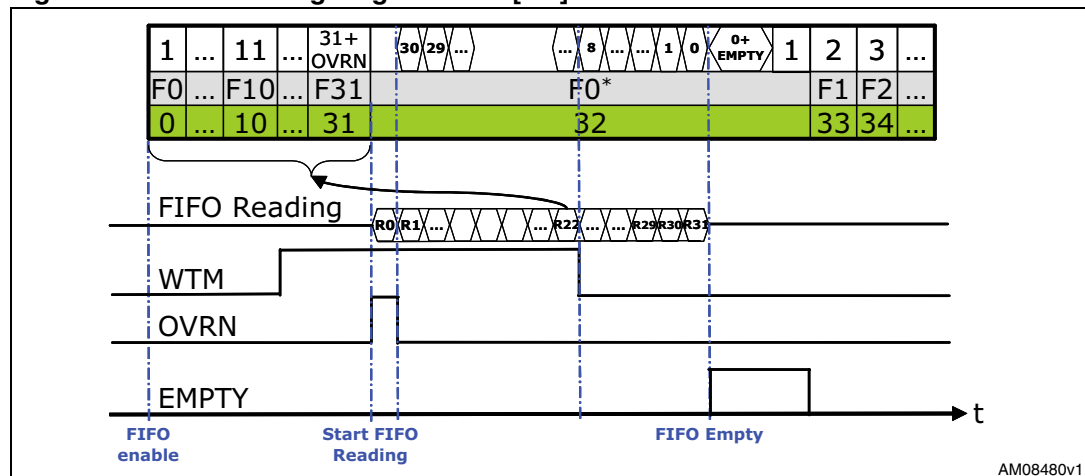 1 ... 11 ... 31+ OVRN 30 29 ... ... 8 ... ... 1 0 0+ EMPTY 1 2 3 ...
F0 ... F10 ... F31 F0* F1 F2 ...
0 ... 10 ... 31 32 33 34 ...
FIFO Reading
R0 R1 ... ... R22 ... ... R29 R30 R31
WTM
OVRN
EMPTY
t
FIFO enable
Start FIFO Reading
FIFO Empty
AM08480v1